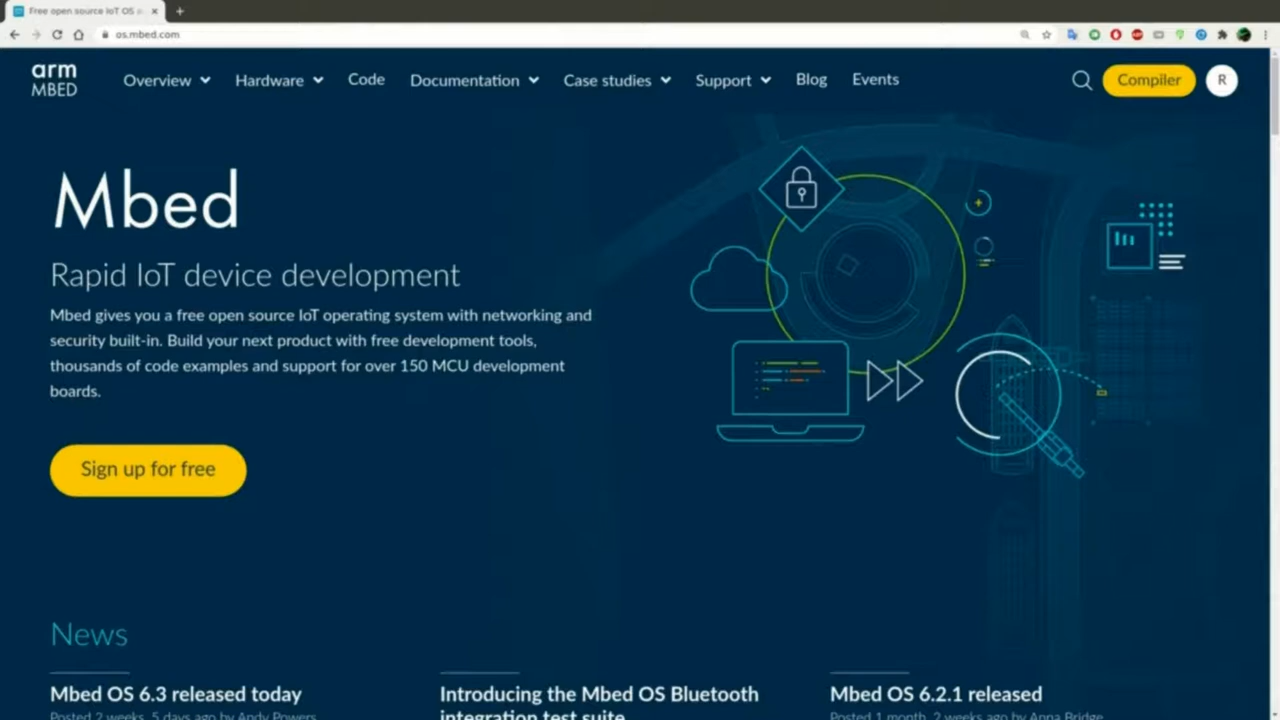 Free open source IoT OS
os.mbed.com
arm
MBED
Overview
Hardware
Code
Documentation
Case studies
Support
Blog
Events
Compiler
R
Mbed
Rapid IoT device development
Mbed gives you a free open source IoT operating system with networking and
security built-in. Build your next product with free development tools,
thousands of code examples and support for over 150 MCU development
boards.
Sign up for free
News
Mbed OS 6.3 released today
Posted 2 weeks, 5 days ago by Andy Powers
Introducing the Mbed OS Bluetooth
integration test suite
Mbed OS 6.2.1 released
Posted 1 month, 2 weeks ago by Anna Bridge